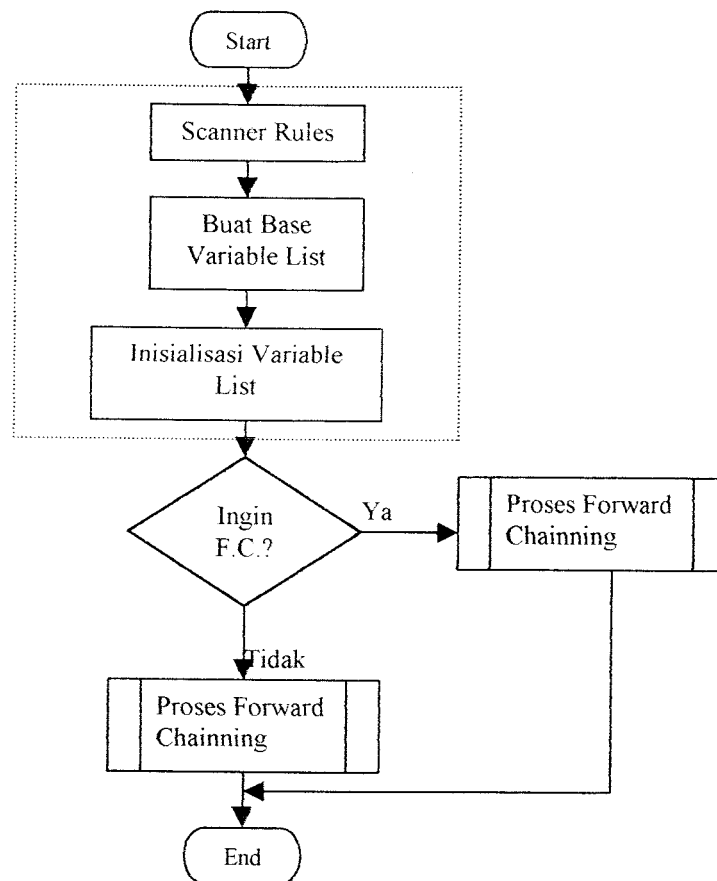 Start
Scanner Rules
Buat Base
Variable List
Inisialisasi Variable
List
Ingin
F.C.?
Ya
Proses Forward
Chainning
Tidak
Proses Forward
Chainning
End